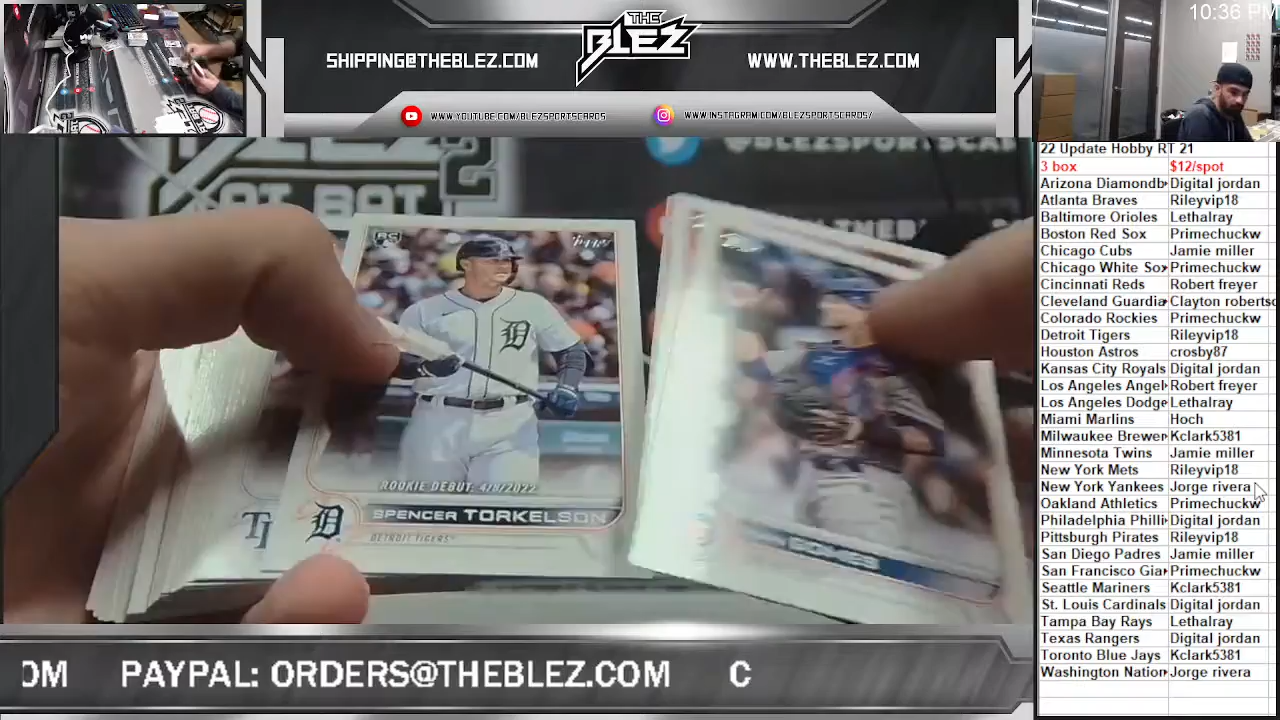 10:36 PM
THE
BLEZ
SHIPPING@THEBLEZ.COM
WWW.THEBLEZ.COM
WWW.YOUTUBE.COM/BLEZSPORTSCARDS
WWW.INSTAGRAM.COM/BLEZSPORTSCARDS/
22 Update Hobby RT 21
3 box $12/spot
Arizona Diamondb Digital jordan
Atlanta Braves Rileyvip18
Baltimore Orioles Lethalray
Boston Red Sox Primechuckw
Chicago Cubs Jamie miller
Chicago White Sox Primechuckw
Cincinnati Reds Robert freyer
Cleveland Guardia Clayton robertso
Colorado Rockies Primechuckw
Detroit Tigers Rileyvip18
Houston Astros crosby87
Kansas City Royals Digital jordan
Los Angeles Angel Robert freyer
Los Angeles Dodge Lethalray
Miami Marlins Hoch
Milwaukee Brewer Kclark5381
Minnesota Twins Jamie miller
New York Mets Rileyvip18
New York Yankees Jorge rivera
Oakland Athletics Primechuckw
Philadelphia Philli Digital jordan
Pittsburgh Pirates Rileyvip18
San Diego Padres Jamie miller
San Francisco Gia Primechuckw
Seattle Mariners Kclark5381
St. Louis Cardinals Digital jordan
Tampa Bay Rays Lethalray
Texas Rangers Digital jordan
Toronto Blue Jays Kclark5381
Washington Nation Jorge rivera
AT BAT
2
@BLEZSPORTSCAR
RC
Topps
D
ROOKIE DEBUT: 4/8/2022
SPENCER TORKELSON
DETROIT TIGERS
D
GOMES
OM PAYPAL: ORDERS@THEBLEZ.COM C